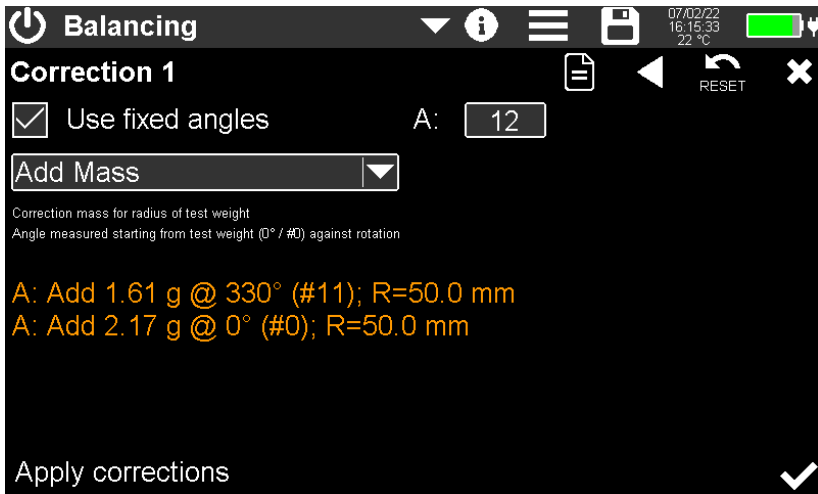 Balancing
07/02/22
16:15:33
22 °C
Correction 1
RESET
Use fixed angles A: 12
Add Mass
Correction mass for radius of test weight
Angle measured starting from test weight (0° / #0) against rotation
A: Add 1.61 g @ 330° (#11); R=50.0 mm
A: Add 2.17 g @ 0° (#0); R=50.0 mm
Apply corrections